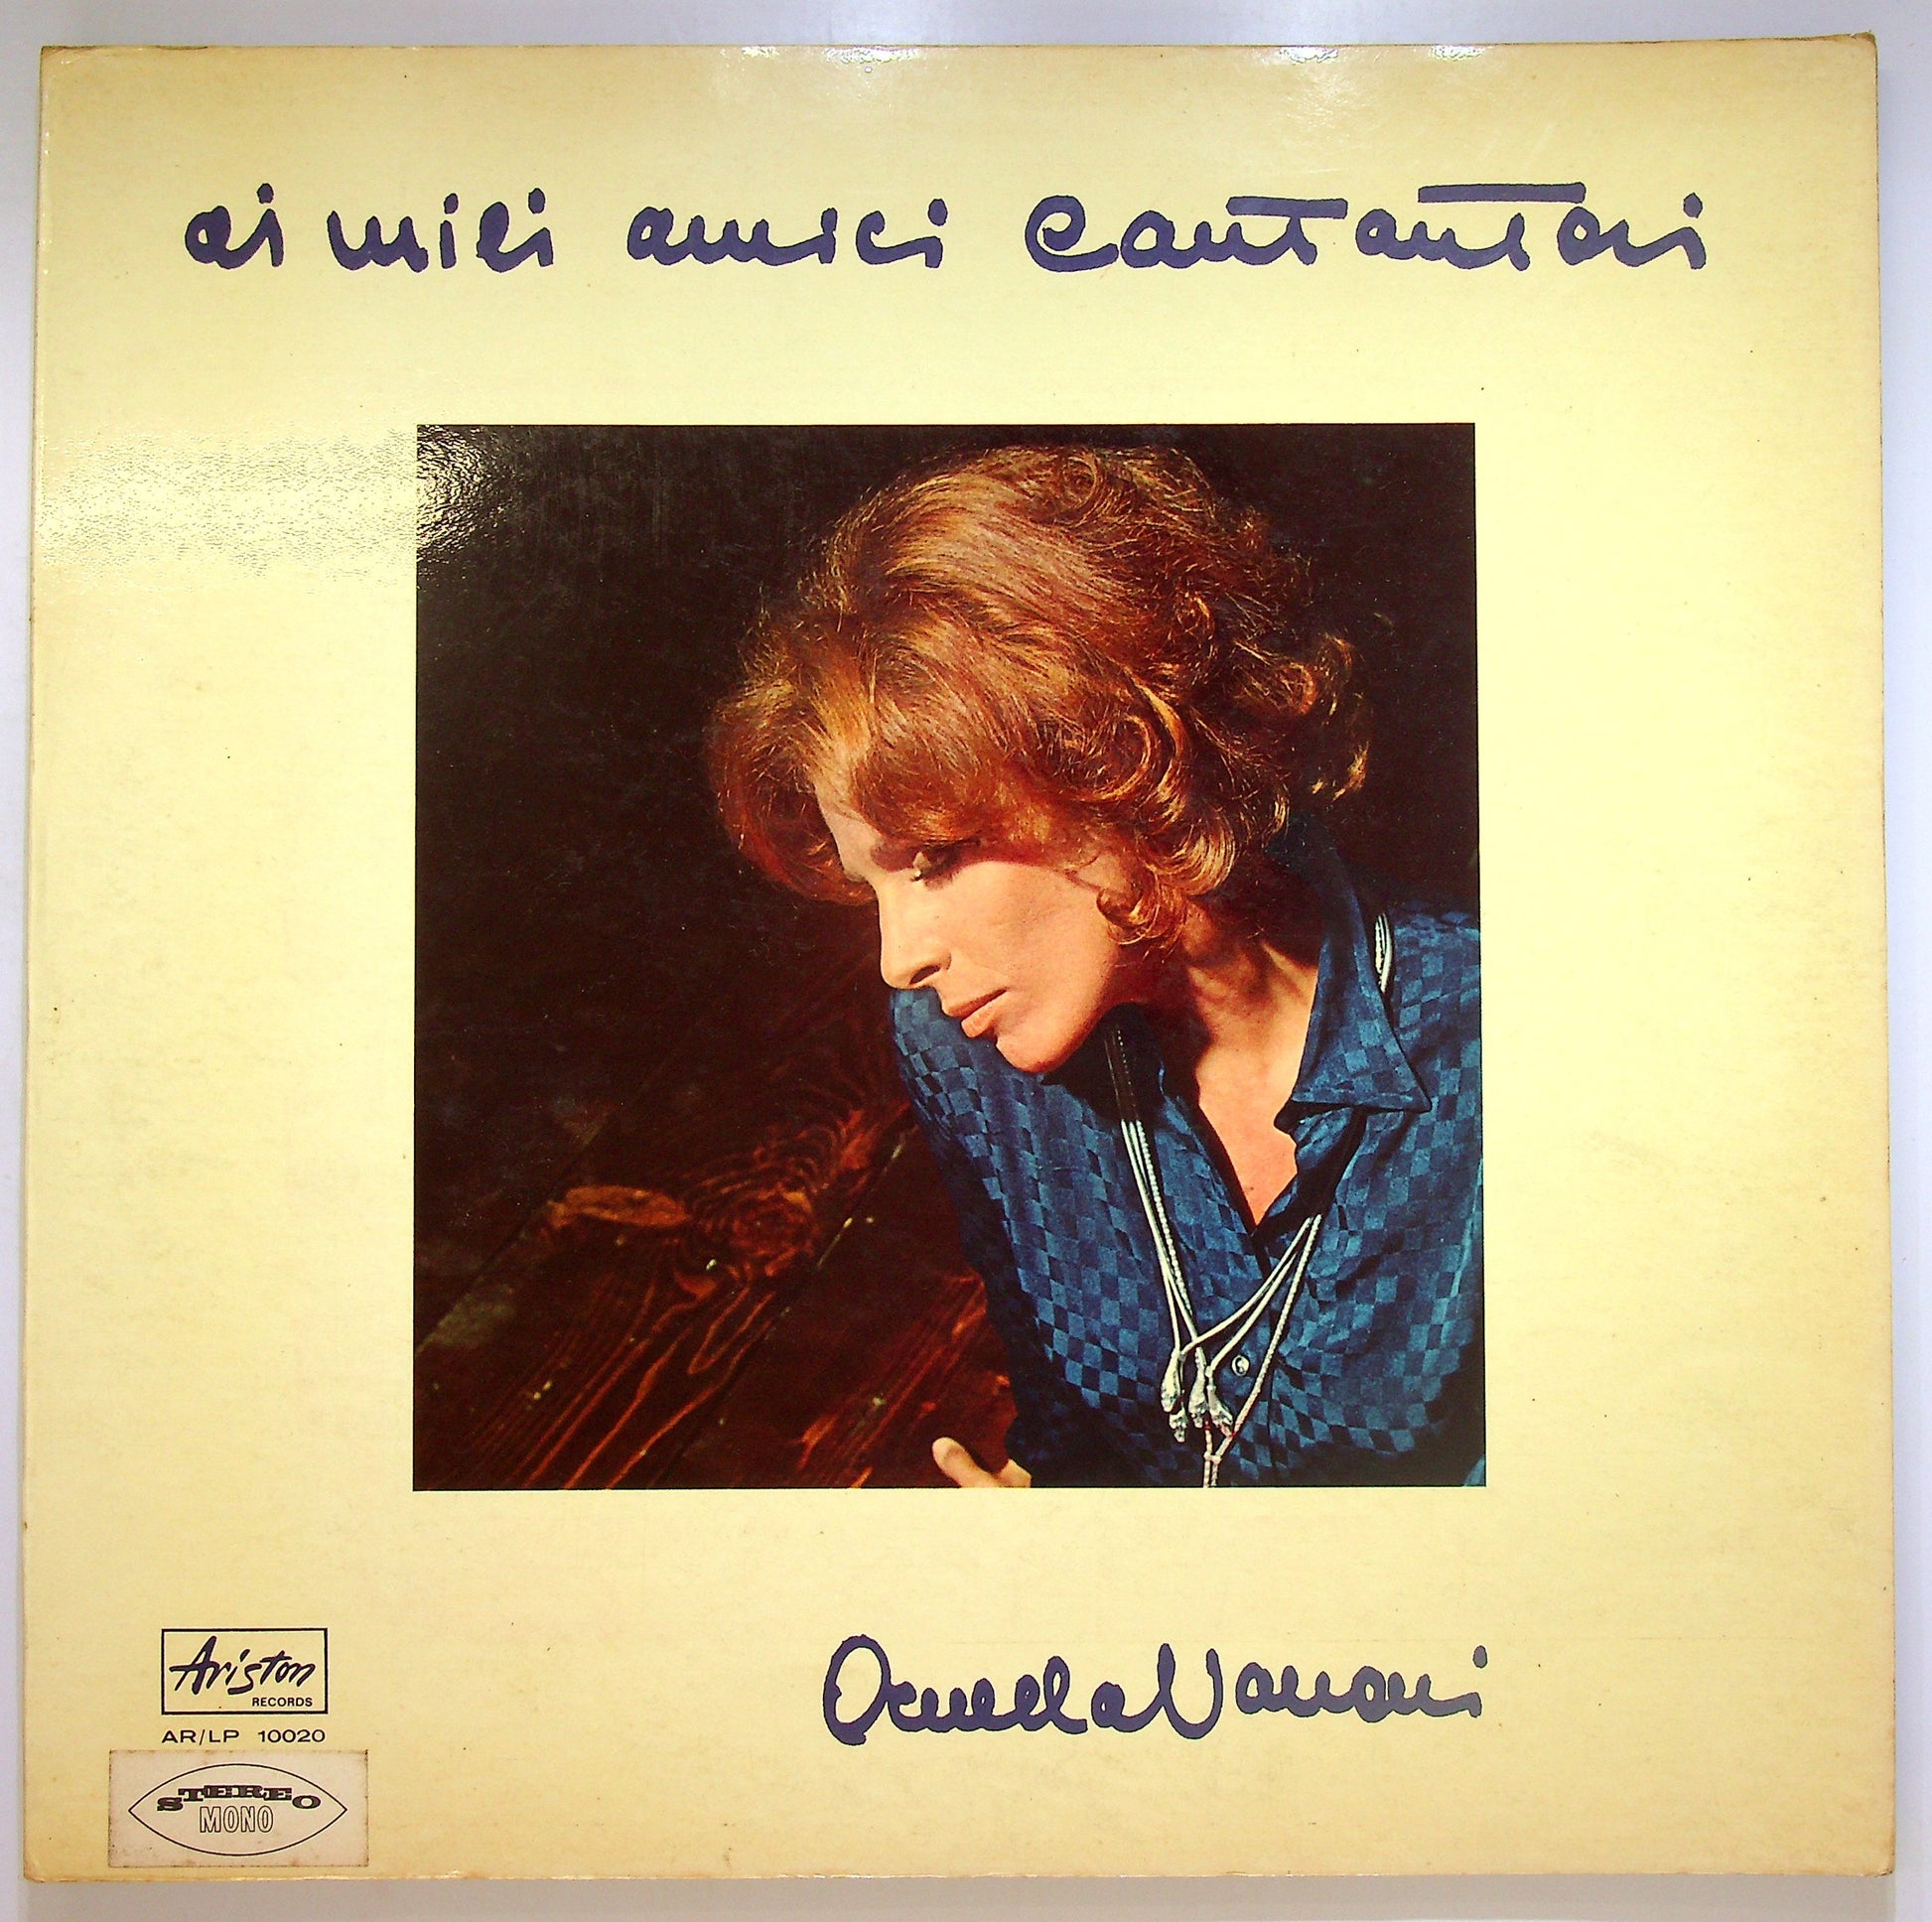 ai miei amici cantautori
Ornella Vanoni
Ariston
RECORDS
AR/LP 10020
STEREO
MONO